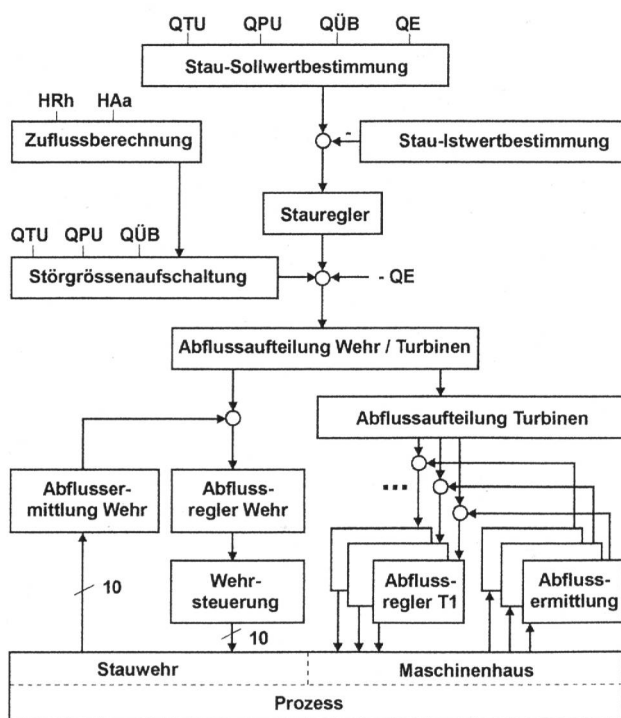 QTU QPU QÜB QE
Stau-Sollwertbestimmung
HRh HAa
Zuflussberechnung
-
Stau-Istwertbestimmung
Stauregler
QTU QPU QÜB
Störgrössenaufschaltung
- QE
Abflussaufteilung Wehr / Turbinen
Abflussaufteilung Turbinen
...
Abflusser-
mittlung Wehr
Abfluss-
regler Wehr
10
Wehr-
steuerung
10
Abfluss-
regler T1
Abfluss-
ermittlung
Stauwehr
Maschinenhaus
Prozess